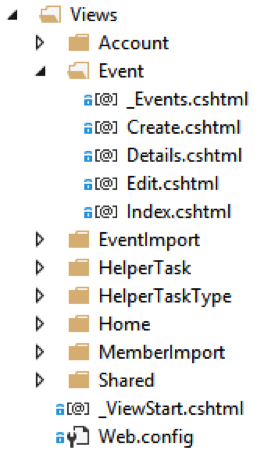 Views
Account
Event
_Events.cshtml
Create.cshtml
Details.cshtml
Edit.cshtml
Index.cshtml
EventImport
HelperTask
HelperTaskType
Home
MemberImport
Shared
_ViewStart.cshtml
Web.config